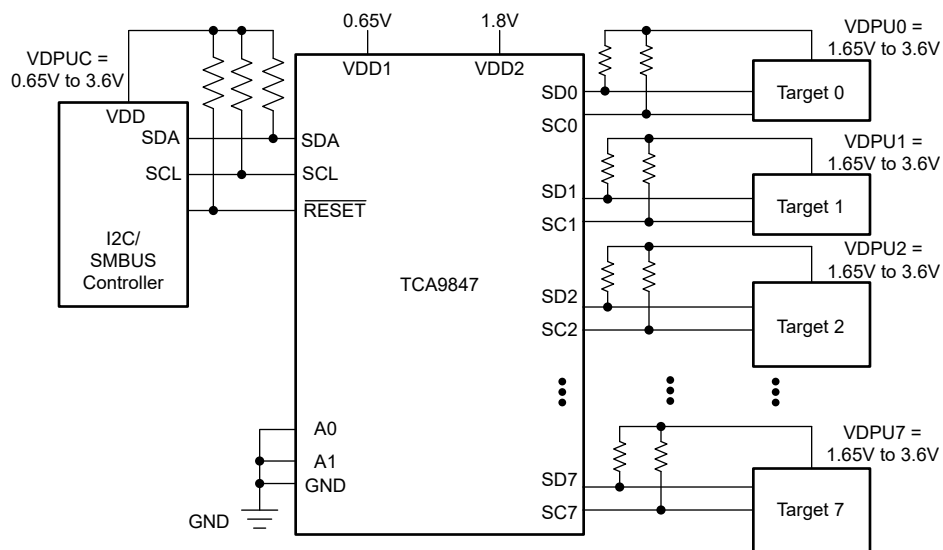 VDPUC =
0.65V to 3.6V
VDD
SDA
SCL
I2C/
SMBUS
Controller
0.65V
1.8V
VDD1
VDD2
SDA
SCL
RESET
TCA9847
A0
A1
GND
GND
SD0
SC0
SD1
SC1
SD2
SC2
SD7
SC7
VDPU0 =
1.65V to 3.6V
Target 0
VDPU1 =
1.65V to 3.6V
Target 1
VDPU2 =
1.65V to 3.6V
Target 2
VDPU7 =
1.65V to 3.6V
Target 7